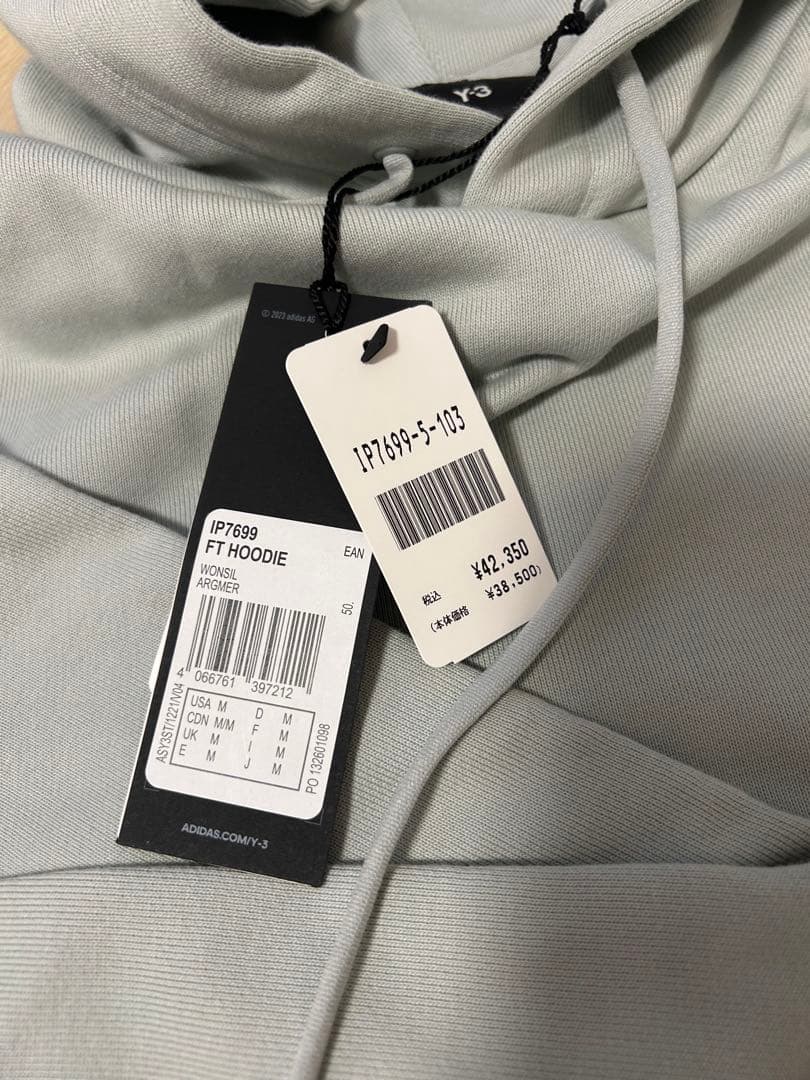 Y-3
© 2023 adidas AG
IP7699-5-103
¥42,350
税込 ¥38,500)
(本体価格
IP7699
FT HOODIE
EAN
WONSIL
ARGMER
50.
4 066761 397212
USA M D M
CDN M/M F M
UK M I M
E M J M
ASY3ST/1221/V04
PO 132601098
ADIDAS.COM/Y-3